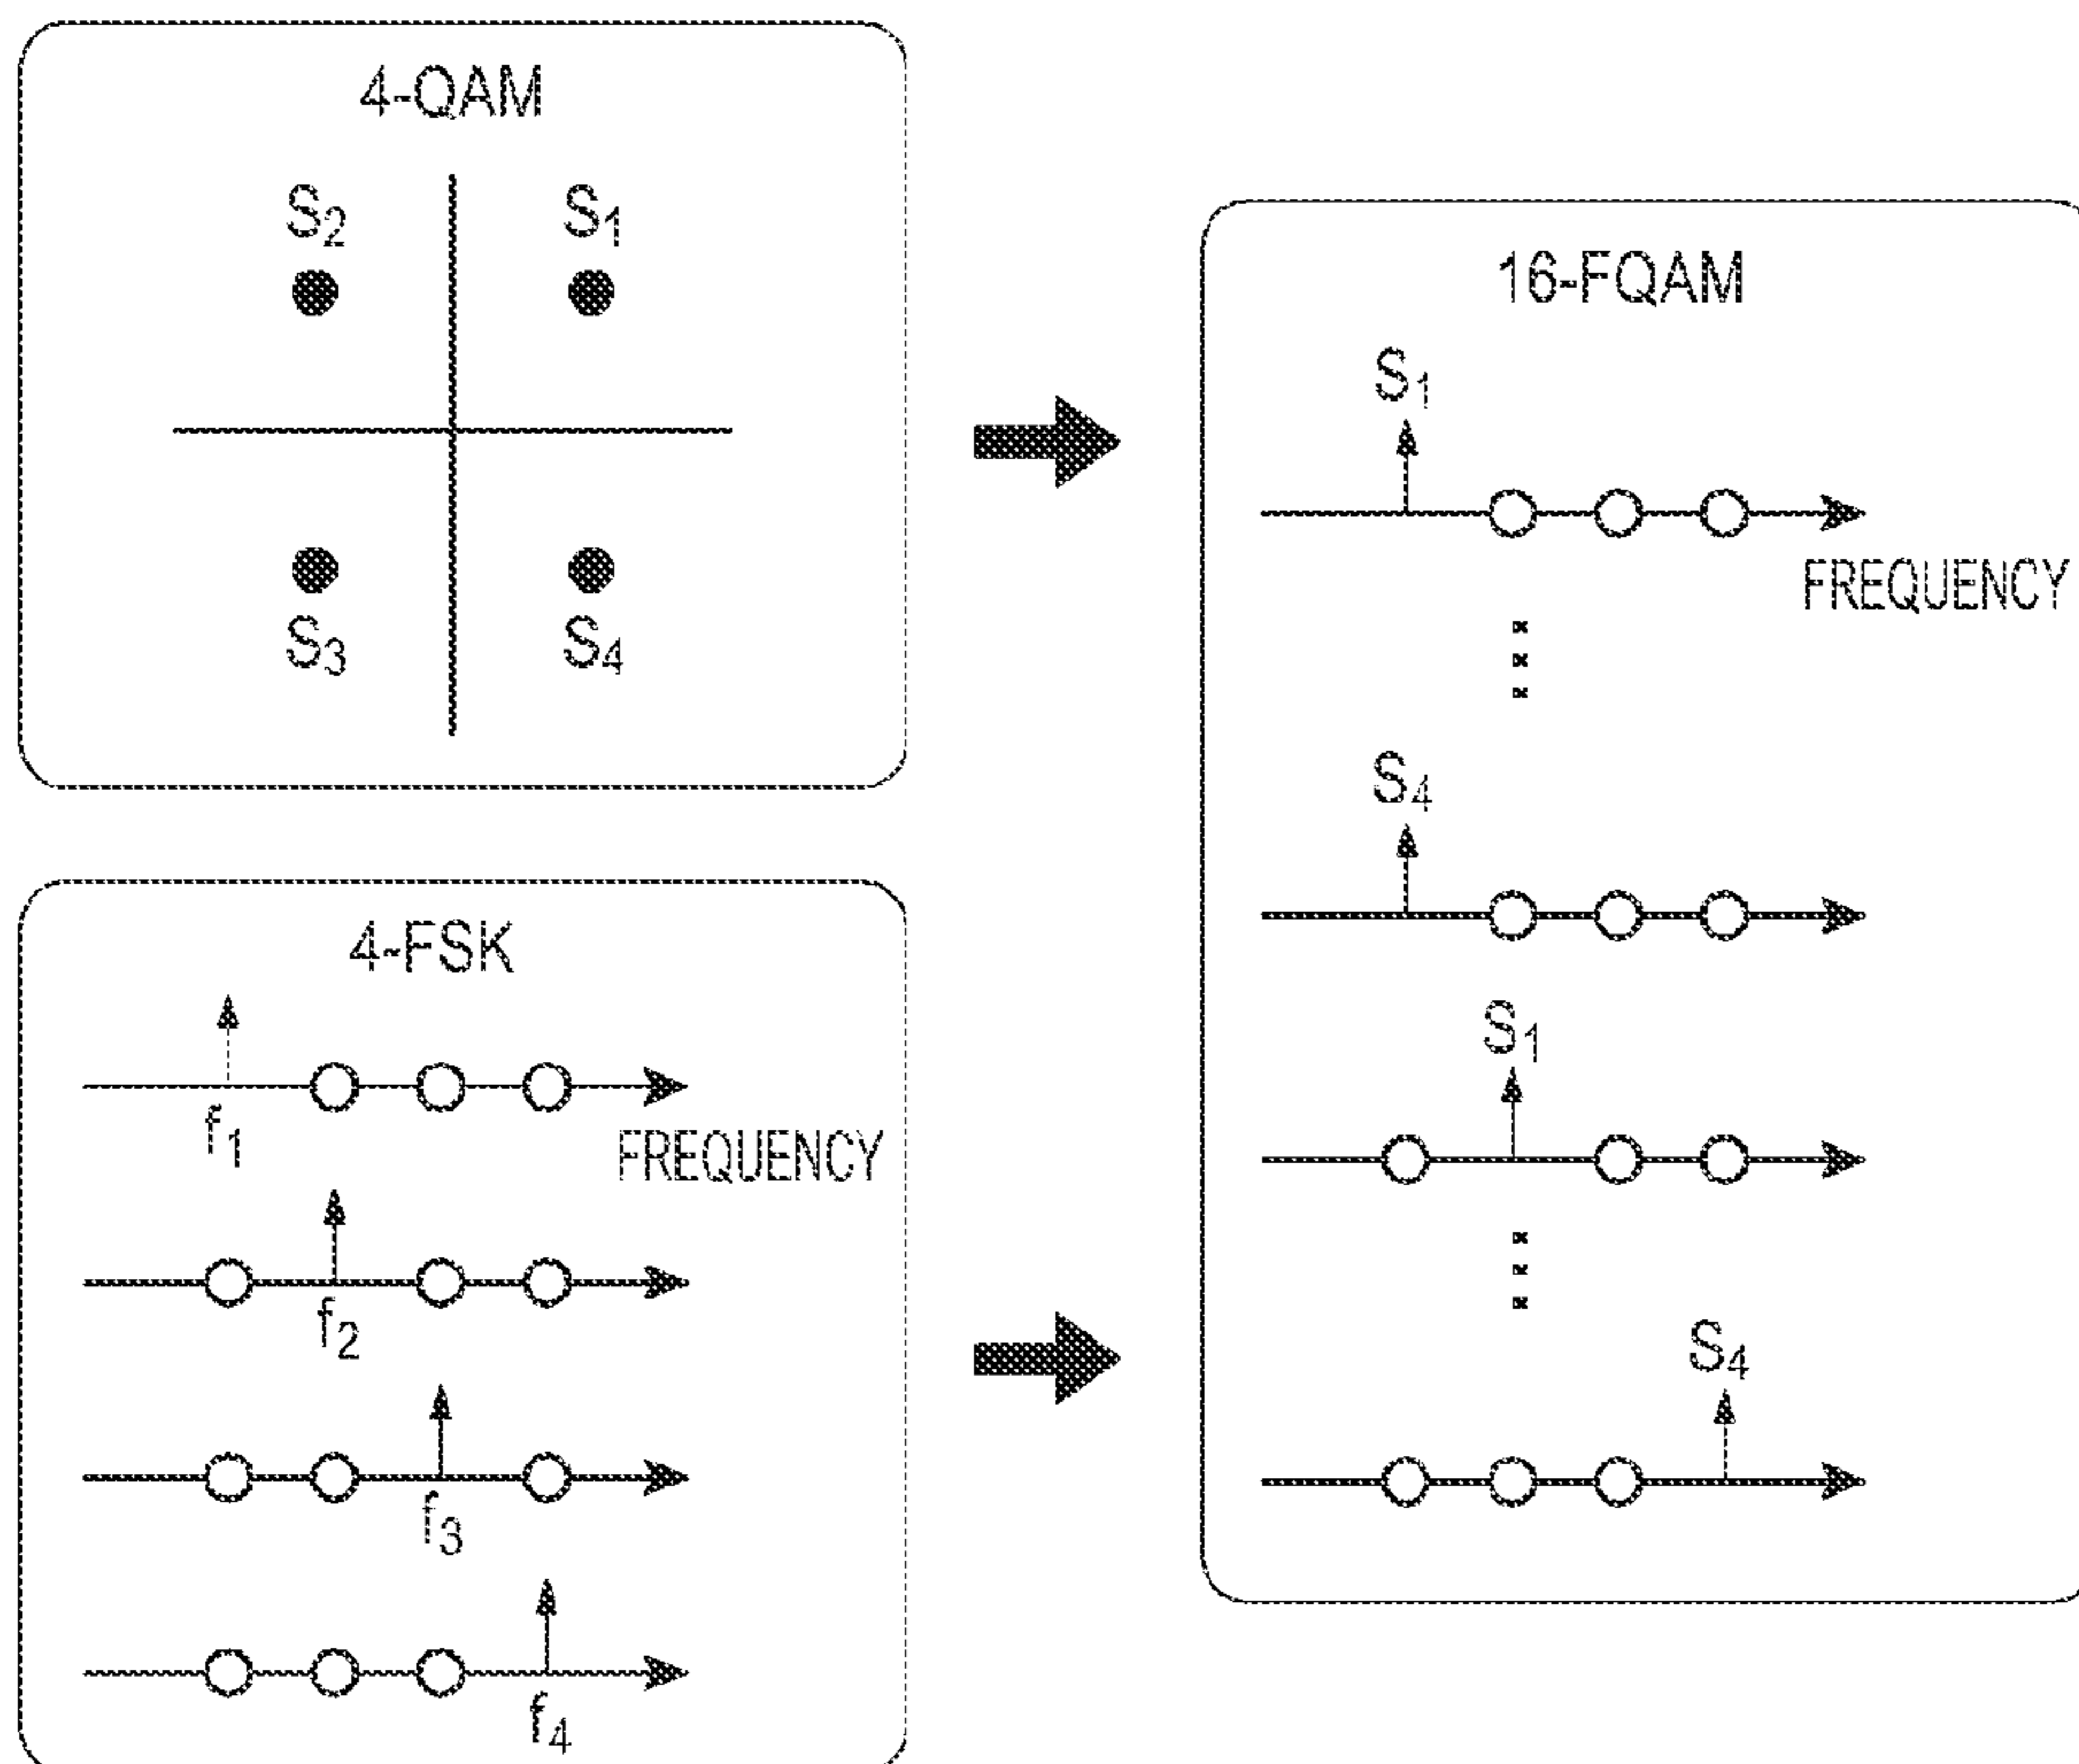 4-QAM
S2 S1
S3 S4
4-FSK
f1
FREQUENCY
f2
f3
f4
16-FQAM
S1
FREQUENCY
S4
S1
S4